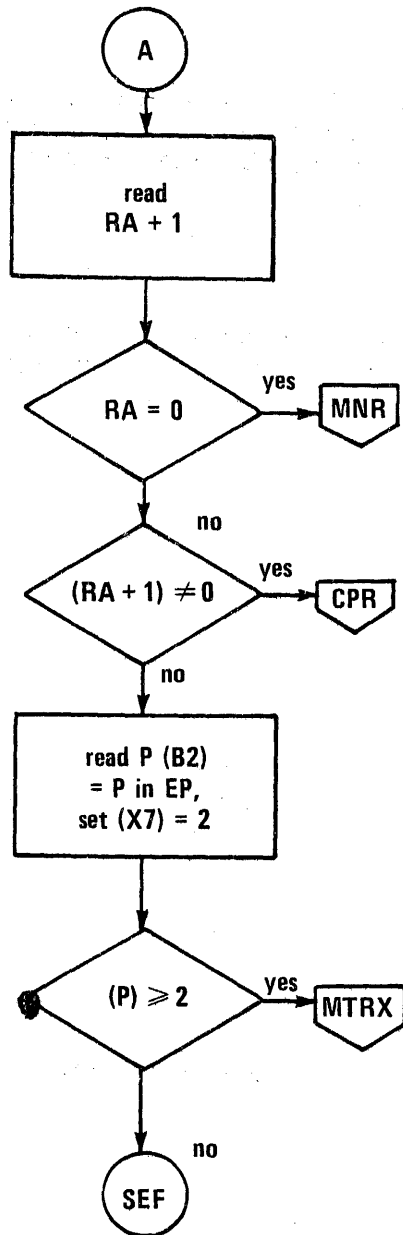 A
read
RA + 1
RA = 0
yes
MNR
no
(RA + 1) ≠ 0
yes
CPR
no
read P (B2)
= P in EP,
set (X7) = 2
(P) ⩾ 2
yes
MTRX
no
SEF